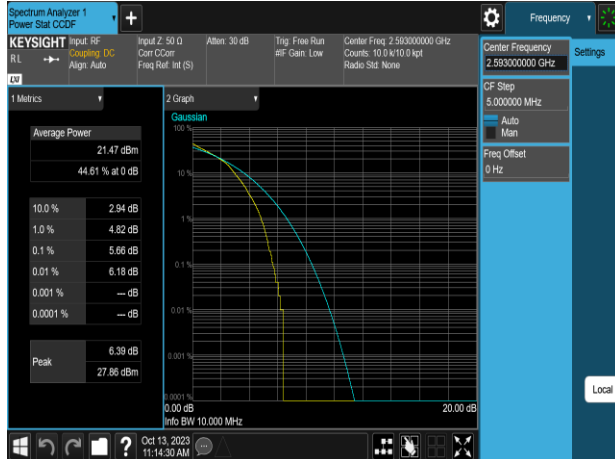 Spectrum Analyzer 1
Power Stat CCDF
+
Frequency
KEYSIGHT
RL
LXI
Input: RF
Coupling: DC
Align: Auto
Input Z: 50 Ω
Corr CCorr
Freq Ref: Int (S)
Atten: 30 dB
Trig: Free Run
#IF Gain: Low
Center Freq: 2.593000000 GHz
Counts: 10.0 k/10.0 kpt
Radio Std: None
Center Frequency
2.593000000 GHz
Settings
CF Step
5.000000 MHz
Auto
Man
Freq Offset
0 Hz
1 Metrics
Average Power
21.47 dBm
44.61 % at 0 dB
10.0 % 2.94 dB
1.0 % 4.82 dB
0.1 % 5.66 dB
0.01 % 6.18 dB
0.001 % --- dB
0.0001 % --- dB
Peak
6.39 dB
27.86 dBm
2 Graph
Gaussian
100 %
10 %
1 %
0.1 %
0.01 %
0.001 %
0.0001 %
0.00 dB 20.00 dB
Info BW 10.000 MHz
Local
?
Oct 13, 2023
11:14:30 AM